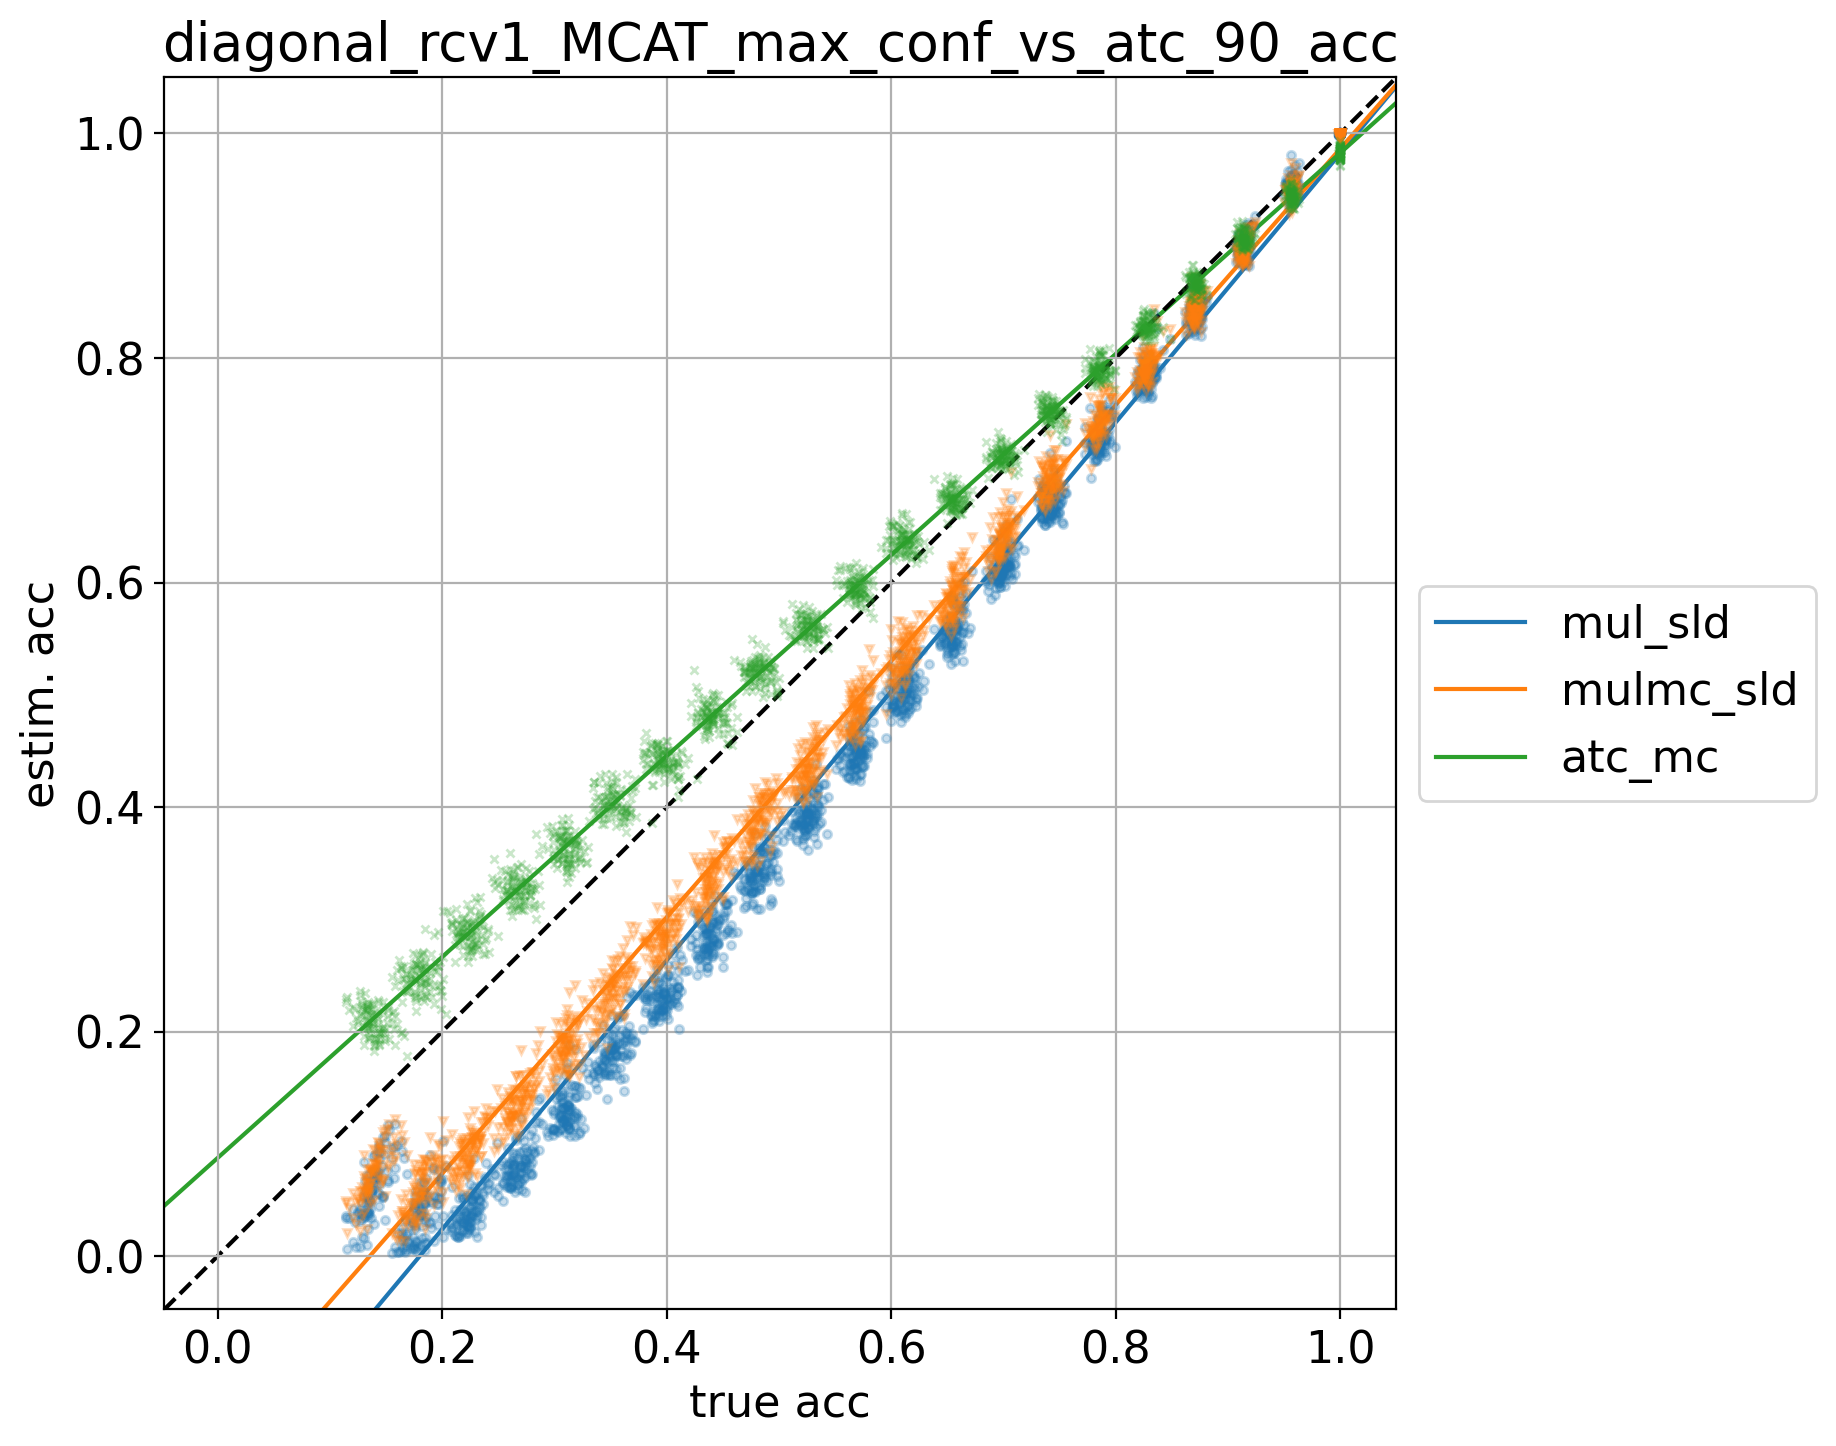 diagonal_rcv1_MCAT_max_conf_vs_atc_90_acc
1.0
0.8
0.6
0.4
0.2
0.0
estim. acc
0.0 0.2 0.4 0.6 0.8 1.0
true acc
mul_sld
mulmc_sld
atc_mc